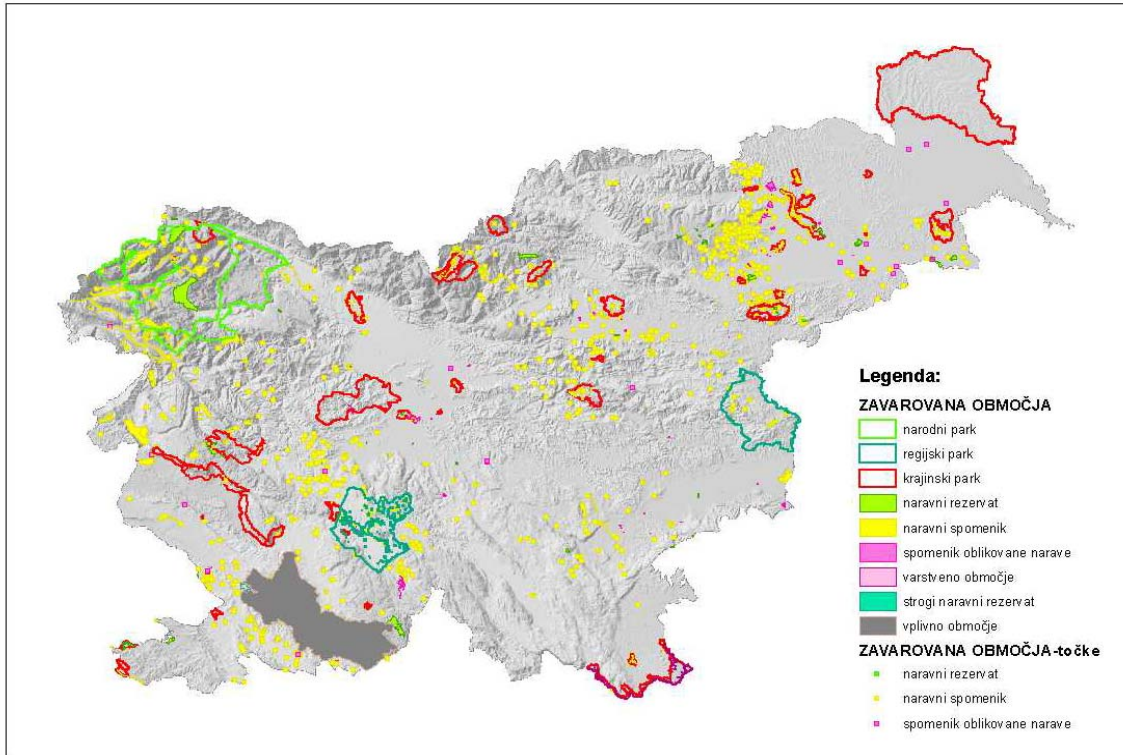 Legenda:
ZAVAROVANA OBMOČJA
narodni park
regijski park
krajinski park
naravni rezervat
naravni spomenik
spomenik oblikovane narave
varstveno območje
strogi naravni rezervat
vplivno območje
ZAVAROVANA OBMOČJA-točke
naravni rezervat
naravni spomenik
spomenik oblikovane narave